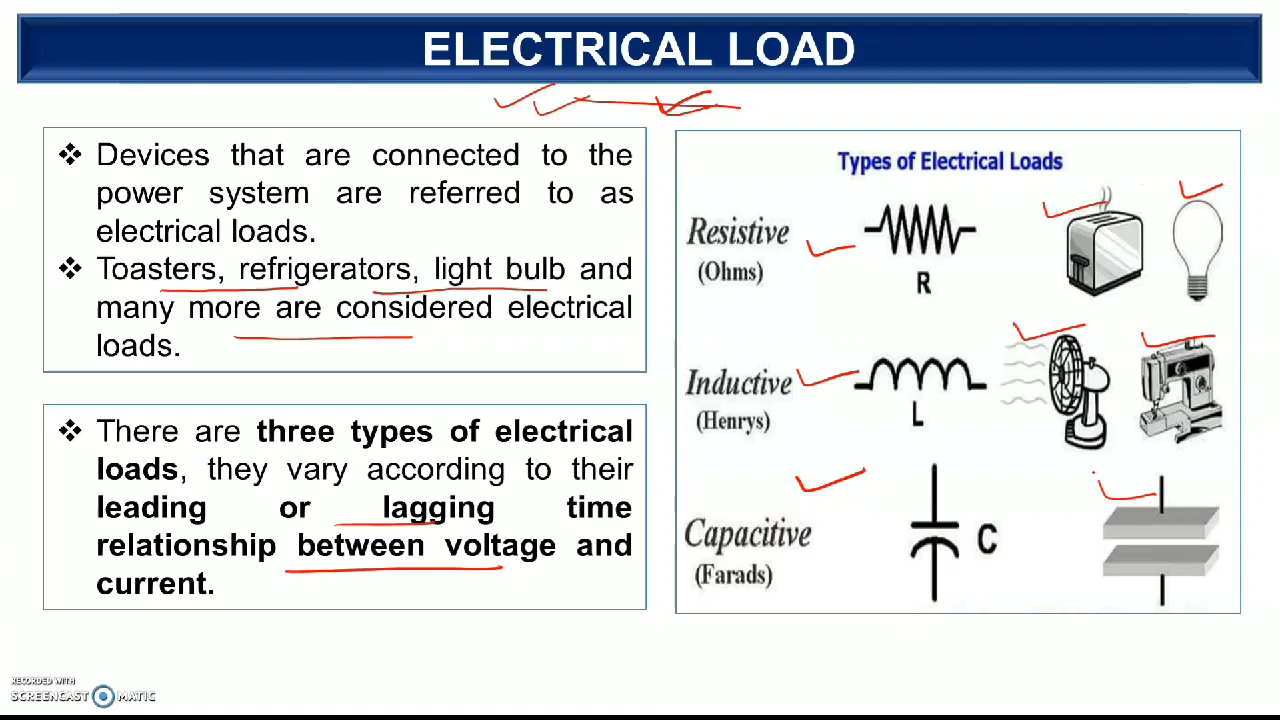 ELECTRICAL LOAD
❖ Devices that are connected to the
power system are referred to as
electrical loads.
❖ Toasters, refrigerators, light bulb and
many more are considered electrical
loads.
❖ There are three types of electrical
loads, they vary according to their
leading or lagging time
relationship between voltage and
current.
Types of Electrical Loads
Resistive
(Ohms)
R
Inductive
(Henrys)
L
Capacitive
(Farads)
C
RECORDED WITH
SCREENCAST MATIC